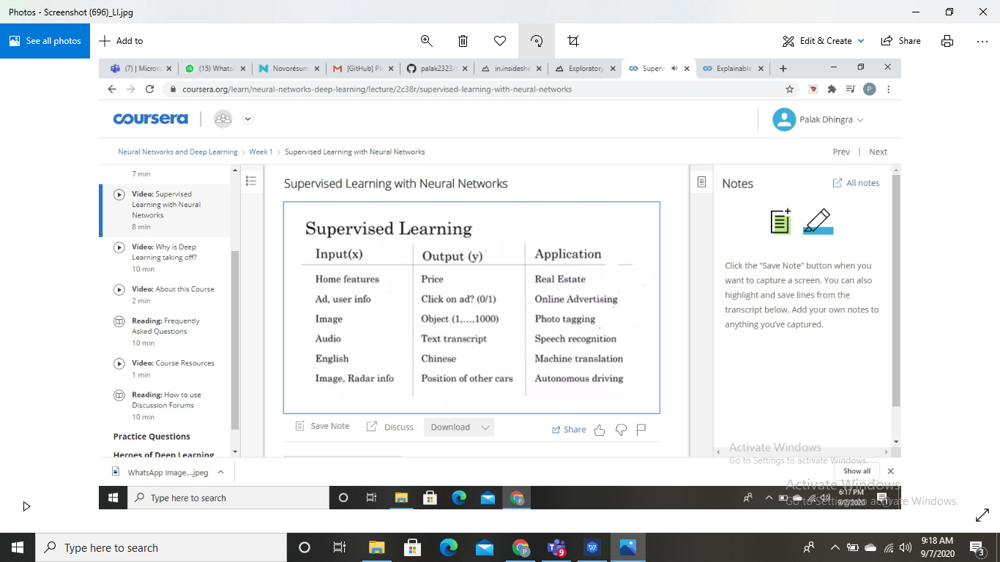 Photos - Screenshot (696)_LI.jpg
See all photos
Add to
Edit & Create
Share
(7) | Micros
(15) Whats
Novorésum
[GitHub] Ple
palak2323/
in.insideshe
Exploratory
Superv
Explainable
coursera.org/learn/neural-networks-deep-learning/lecture/2c38r/supervised-learning-with-neural-networks
P
coursera
Palak Dhingra
Neural Networks and Deep Learning > Week 1 > Supervised Learning with Neural Networks
Prev | Next
7 min
Video: Supervised
Learning with Neural
Networks
8 min
Video: Why is Deep
Learning taking off?
10 min
Video: About this Course
2 min
Reading: Frequently
Asked Questions
10 min
Video: Course Resources
1 min
Reading: How to use
Discussion Forums
10 min
Practice Questions
Heroes of Deep Learning
Supervised Learning with Neural Networks
Supervised Learning
Input(x) Output (y) Application
Home features Price Real Estate
Ad, user info Click on ad? (0/1) Online Advertising
Image Object (1,...,1000) Photo tagging
Audio Text transcript Speech recognition
English Chinese Machine translation
Image, Radar info Position of other cars Autonomous driving
Save Note
Discuss
Download
Share
Notes
All notes
Click the "Save Note" button when you
want to capture a screen. You can also
highlight and save lines from the
transcript below. Add your own notes to
anything you've captured.
Activate Windows
Go to Settings to activate Windows.
WhatsApp Image....jpeg
Show all
Type here to search
6:17 PM
9/2/2020
Activate Windows
Go to Settings to activate Windows.
Type here to search
9
9:18 AM
9/7/2020
3